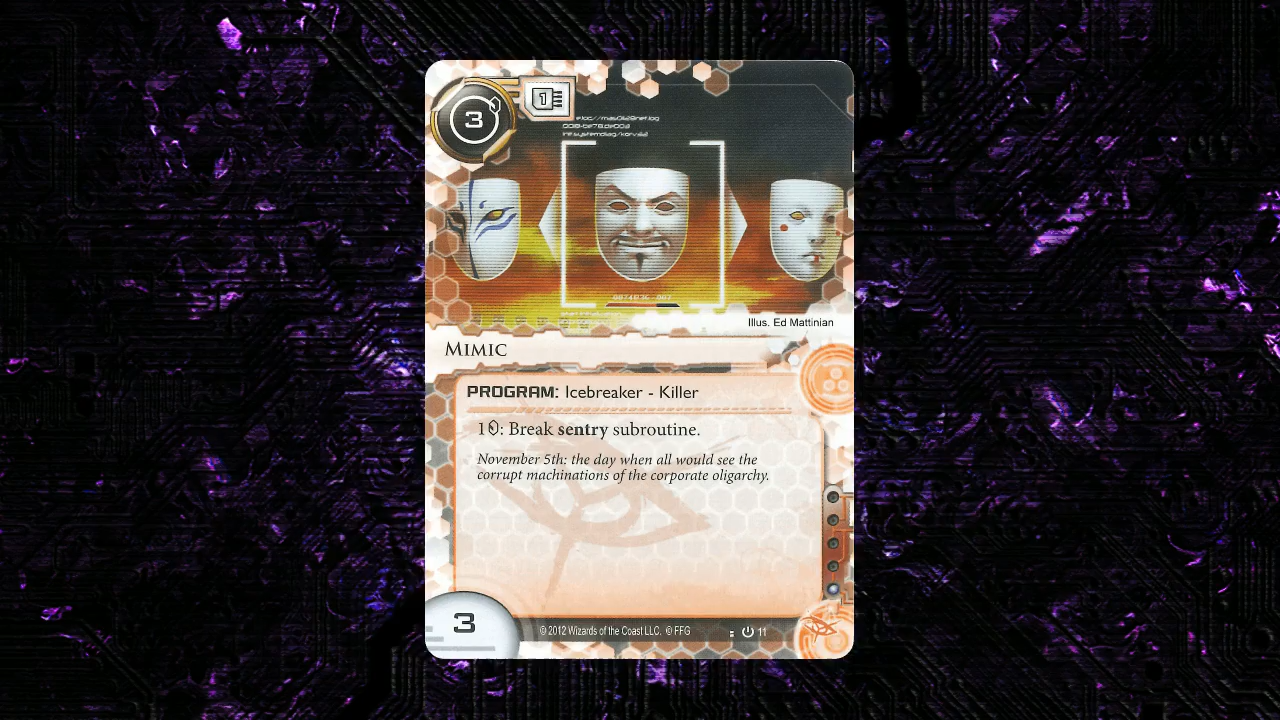 3
1
Illus. Ed Mattinian
Mimic
PROGRAM: Icebreaker - Killer
1: Break sentry subroutine.
November 5th: the day when all would see the
corrupt machinations of the corporate oligarchy.
3
© 2012 Wizards of the Coast LLC. © FFG
11